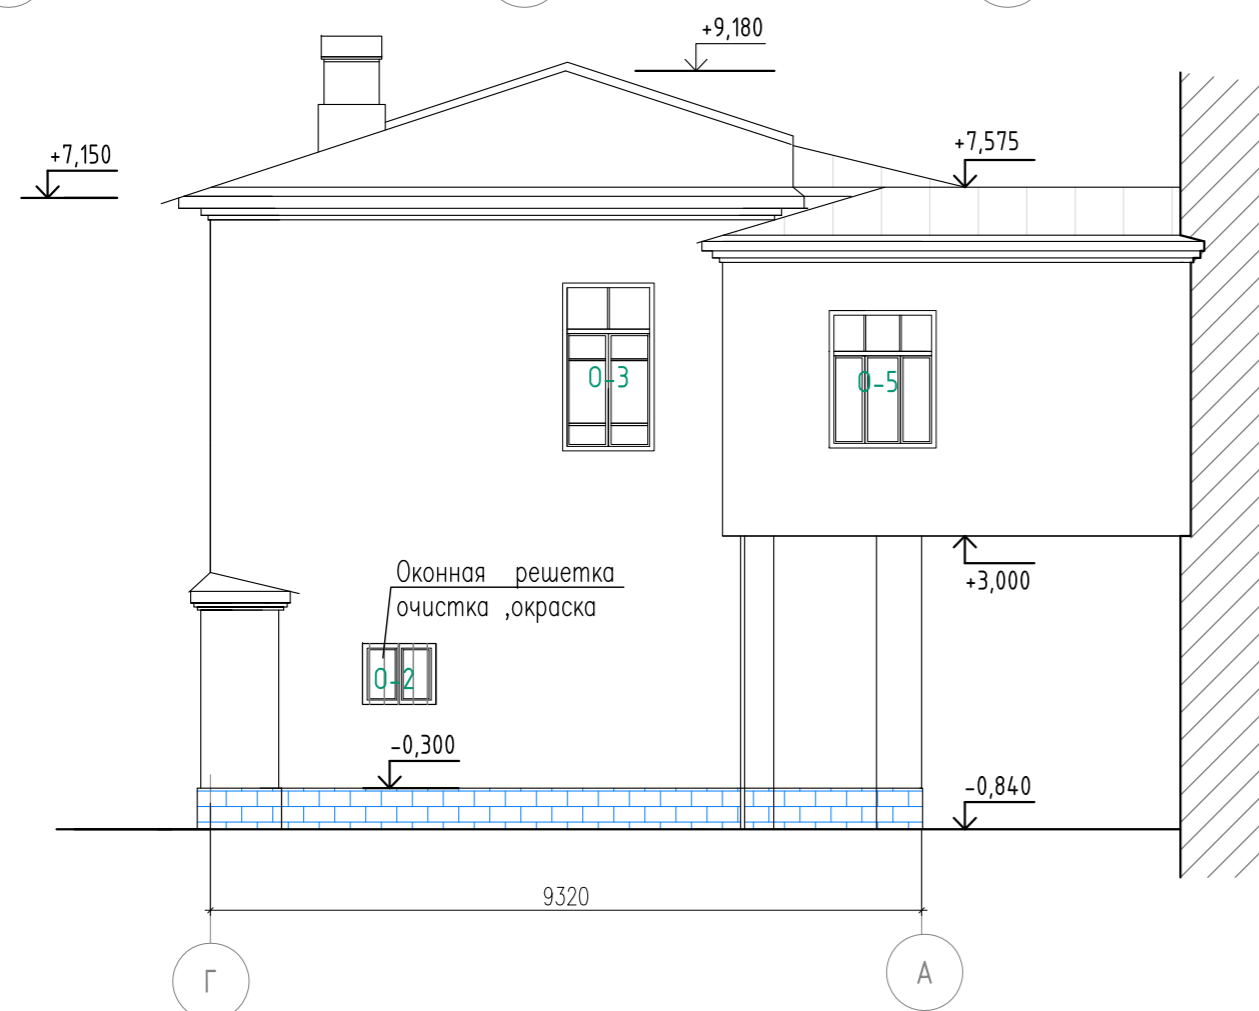 +9,180
+7,150
+7,575
О-3
О-5
Оконная решетка
очистка ,окраска
+3,000
О-2
-0,300
-0,840
9320
Г
А